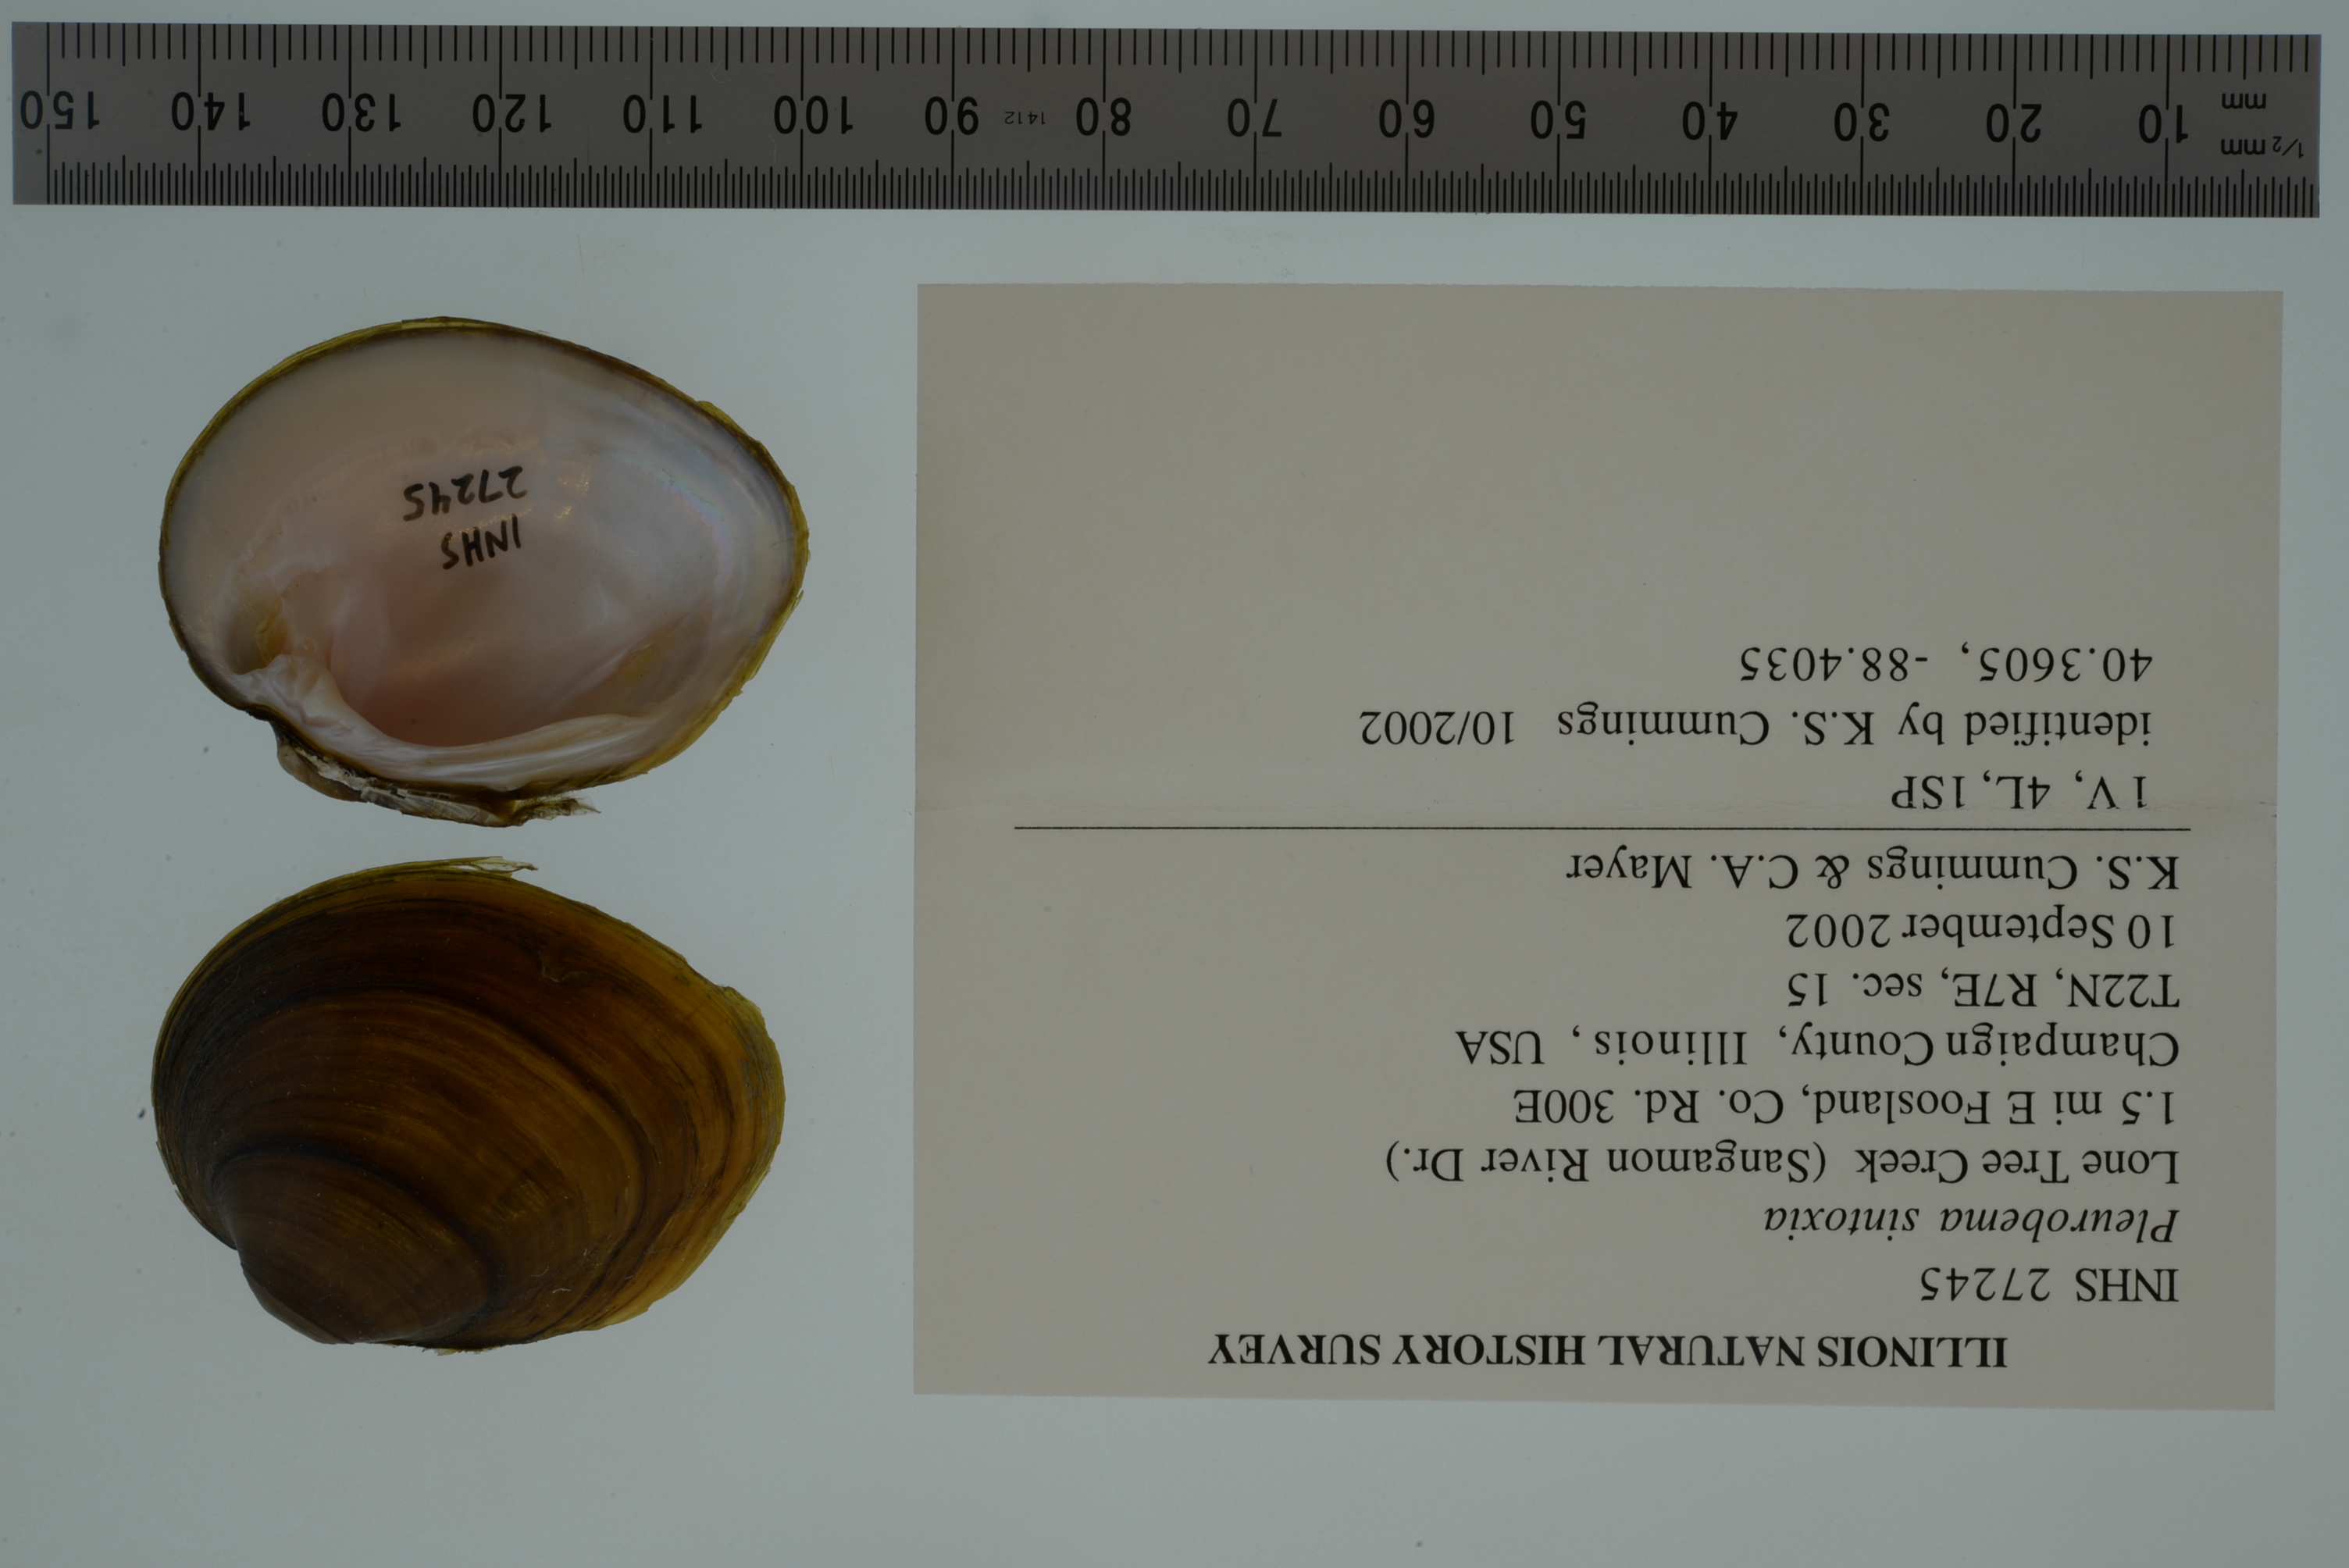 ILLINOIS NATURAL HISTORY SURVEY
INHS 27245
Pleurobema sintoxia
Lone Tree Creek (Sangamon River Dr.)
1.5 mi E Foosland, Co. Rd. 300E
Champaign County, Illinois, USA
T22N, R7E, sec. 15
10 September 2002
K.S. Cummings & C.A. Mayer
1 V, 4L, 1SP
identified by K.S. Cummings 10/2002
40.3605, -88.4035
INHS
27245
1/2 mm
mm
10 20 30 40 50 60 70 80 1412 90 100 110 120 130 140 150